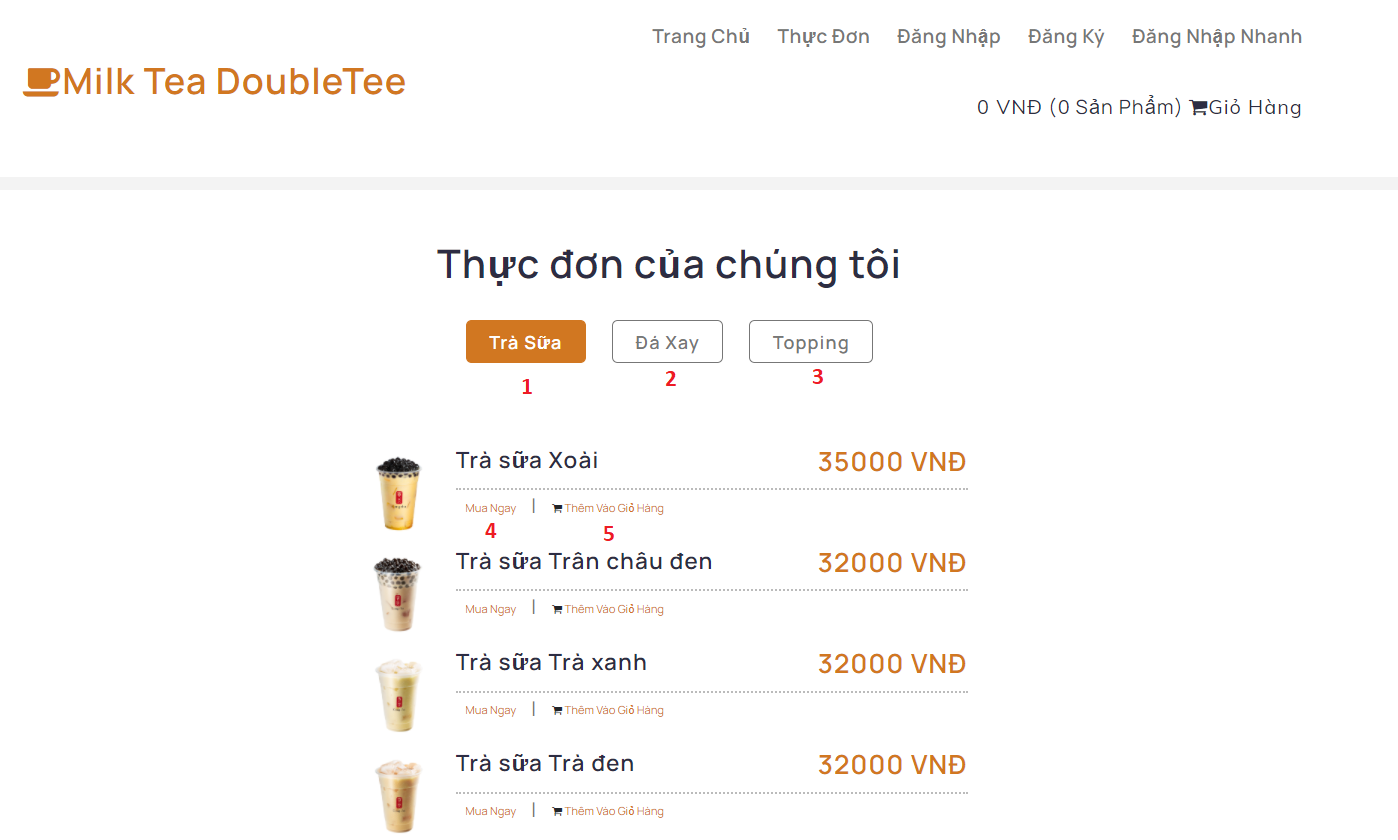 Trang Chủ Thực Đơn Đăng Nhập Đăng Ký Đăng Nhập Nhanh
Milk Tea DoubleTee
0 VNĐ (0 Sản Phẩm) Giỏ Hàng
Thực đơn của chúng tôi
Trà Sữa Đá Xay Topping
1 2 3
Trà sữa Xoài 35000 VNĐ
Mua Ngay | Thêm Vào Giỏ Hàng
4 5
Trà sữa Trân châu đen 32000 VNĐ
Mua Ngay | Thêm Vào Giỏ Hàng
Trà sữa Trà xanh 32000 VNĐ
Mua Ngay | Thêm Vào Giỏ Hàng
Trà sữa Trà đen 32000 VNĐ
Mua Ngay | Thêm Vào Giỏ Hàng